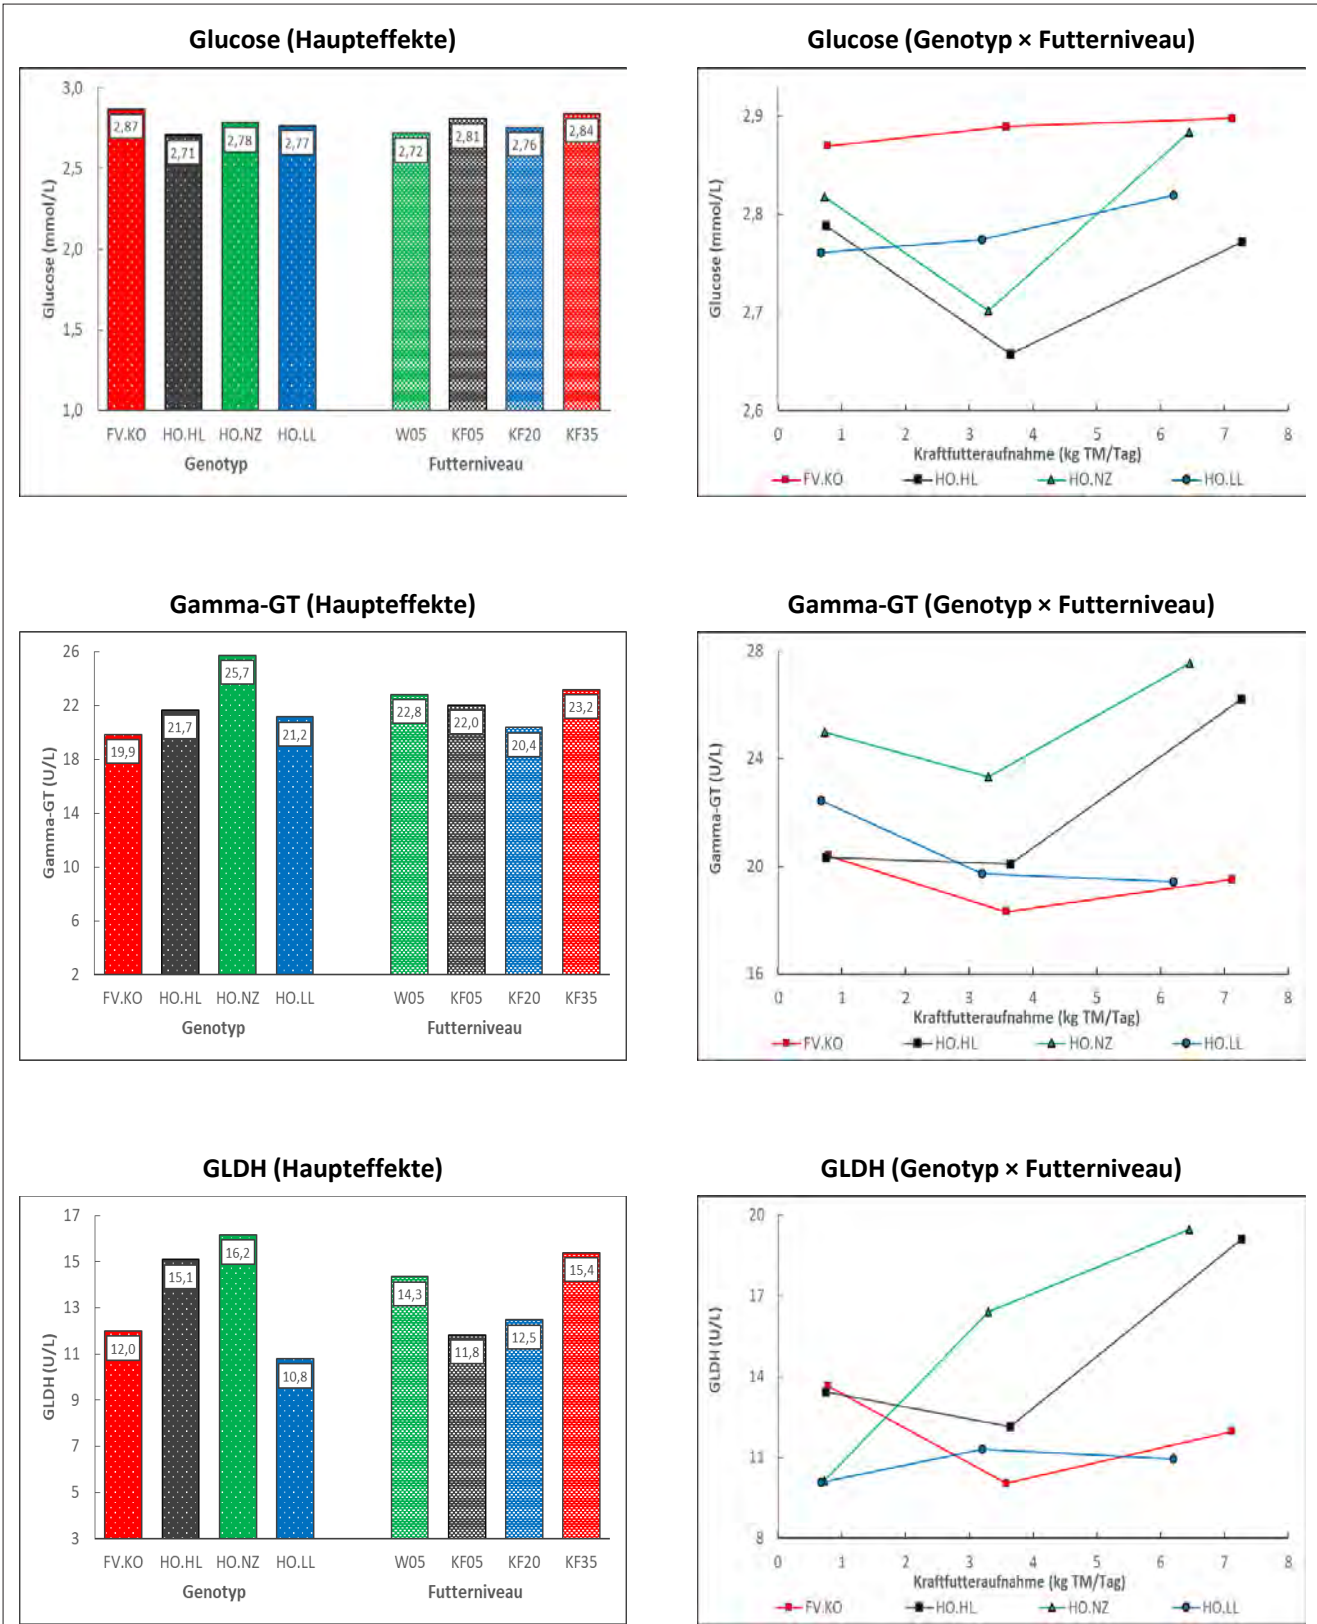 Glucose (Haupteffekte)
Glucose (mmol/L)
3,0
2,5
2,0
1,5
1,0
2,87
2,71
2,78
2,77
2,72
2,81
2,76
2,84
FV.KO HO.HL HO.NZ HO.LL W05 KF05 KF20 KF35
Genotyp Futterniveau
Glucose (Genotyp × Futterniveau)
Glucose (mmol/L)
2,9
2,8
2,7
2,6
0 1 2 3 4 5 6 7 8
Kraftfutteraufnahme (kg TM/Tag)
FV.KO HO.HL HO.NZ HO.LL
Gamma-GT (Haupteffekte)
Gamma-GT (U/L)
26
22
18
14
10
6
2
19,9
21,7
25,7
21,2
22,8
22,0
20,4
23,2
FV.KO HO.HL HO.NZ HO.LL W05 KF05 KF20 KF35
Genotyp Futterniveau
Gamma-GT (Genotyp × Futterniveau)
Gamma-GT (U/L)
28
24
20
16
0 1 2 3 4 5 6 7 8
Kraftfutteraufnahme (kg TM/Tag)
FV.KO HO.HL HO.NZ HO.LL
GLDH (Haupteffekte)
GLDH (U/L)
17
15
13
11
9
7
5
3
12,0
15,1
16,2
10,8
14,3
11,8
12,5
15,4
FV.KO HO.HL HO.NZ HO.LL W05 KF05 KF20 KF35
Genotyp Futterniveau
GLDH (Genotyp × Futterniveau)
GLDH (U/L)
20
17
14
11
8
0 1 2 3 4 5 6 7 8
Kraftfutteraufnahme (kg TM/Tag)
FV.KO HO.HL HO.NZ HO.LL